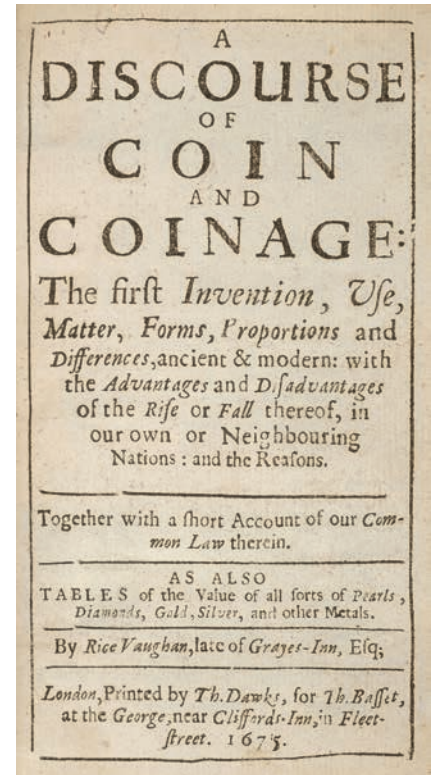 A
DISCOURSE
OF
COIN
AND
COINAGE:
The firſt Invention, Uſe,
Matter, Forms, Proportions and
Differences,ancient & modern: with
the Advantages and Diſadvantages
of the Riſe or Fall thereof, in
our own or Neighbouring
Nations: and the Reaſons.
Together with a ſhort Account of our Com-
mon Law therein.
AS ALSO
TABLES of the Value of all ſorts of Pearls,
Diamonds, Gold, Silver, and other Metals.
By Rice Vaughan, late of Grayes-Inn, Eſq;
London, Printed by Th. Dawks, for Th. Baſſet,
at the George, near Cliffords-Inn, in Fleet-
ſtreet. 1675.